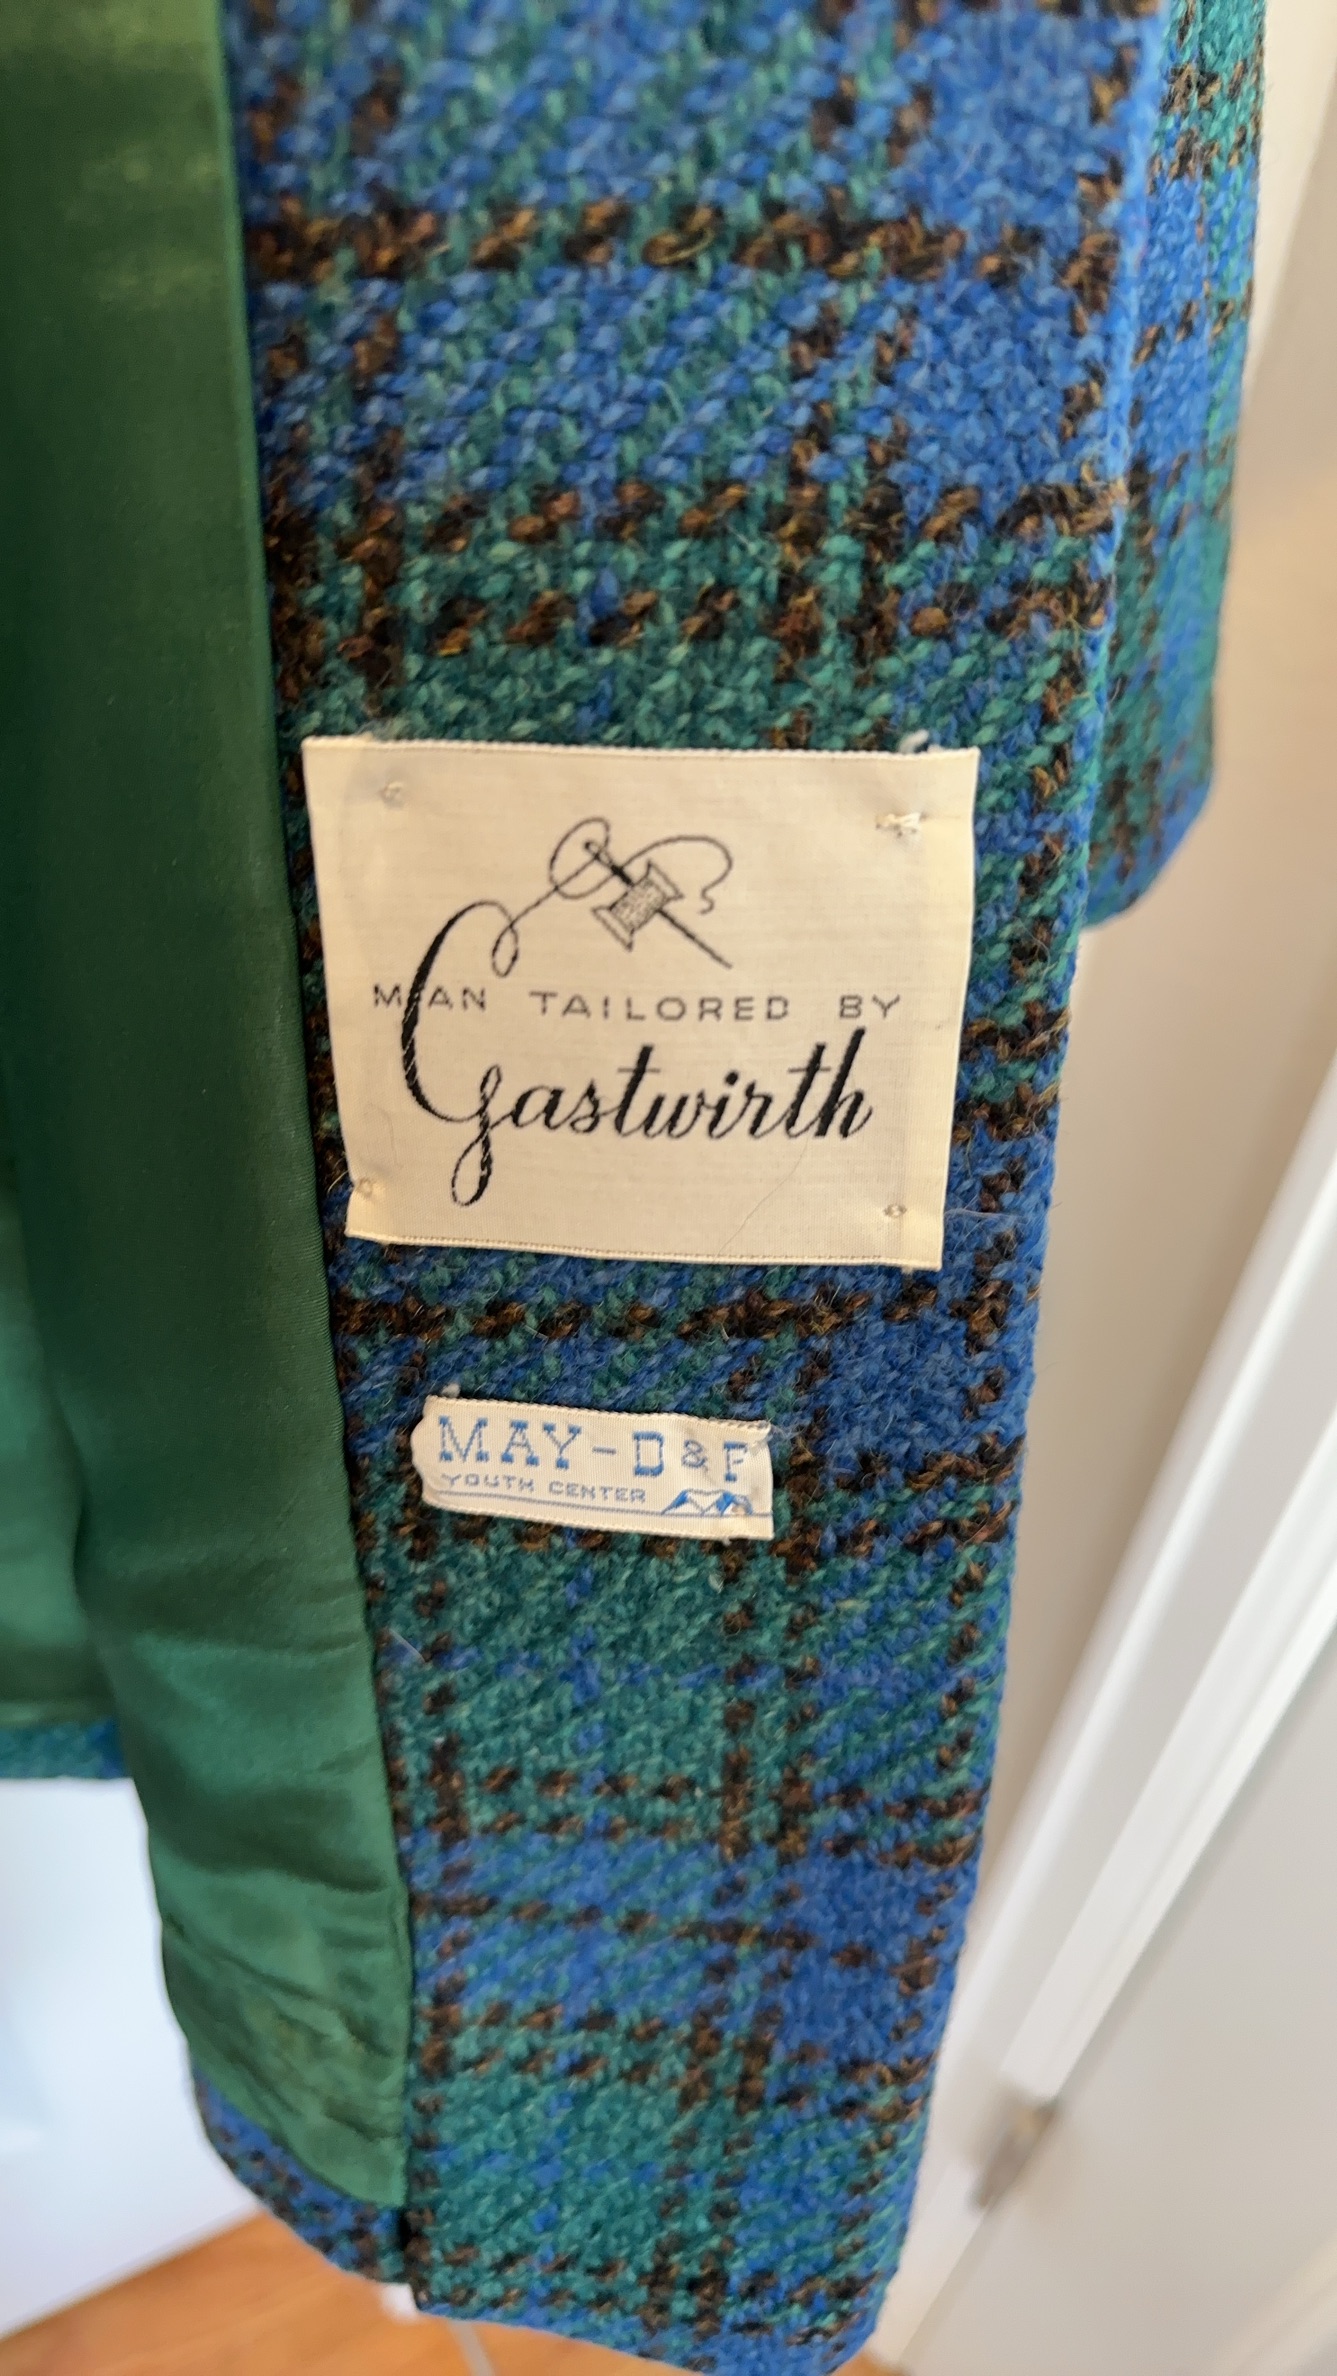 MAN TAILORED BY
Gastwirth
MAY-D&F
YOUTH CENTER